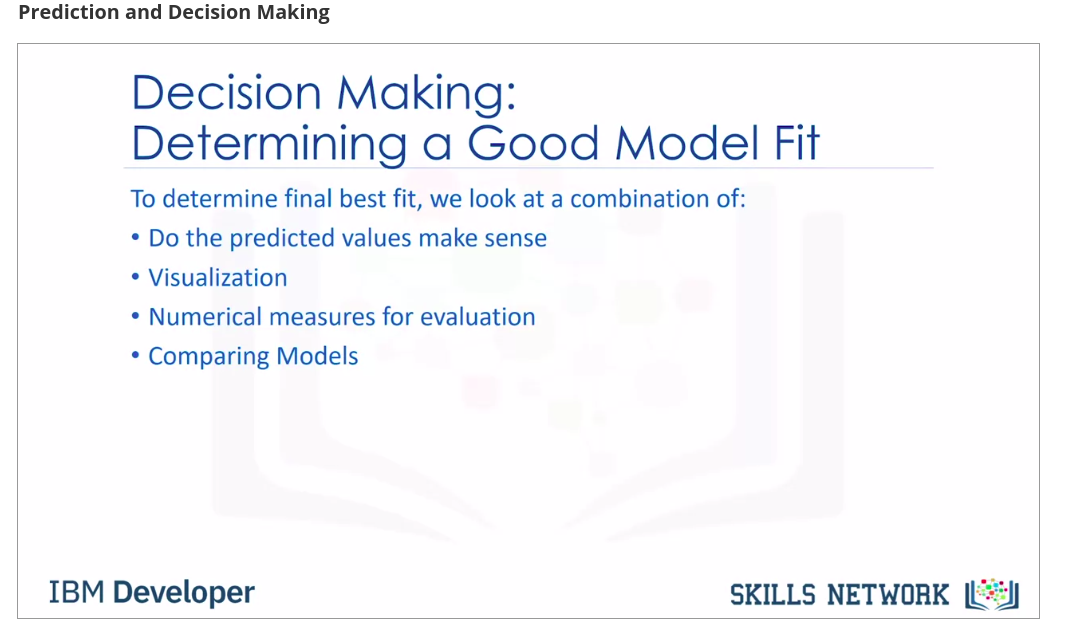 Prediction and Decision Making
Decision Making:
Determining a Good Model Fit
To determine final best fit, we look at a combination of:
• Do the predicted values make sense
• Visualization
• Numerical measures for evaluation
• Comparing Models
IBM Developer
SKILLS NETWORK